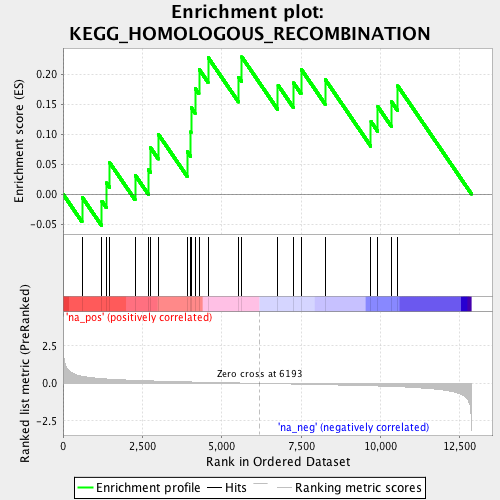 Enrichment plot:
KEGG_HOMOLOGOUS_RECOMBINATION
Enrichment score (ES)
0.20
0.15
0.10
0.05
0.00
-0.05
'na_pos' (positively correlated)
Ranked list metric (PreRanked)
2.5
0.0
-2.5
Zero cross at 6193
'na_neg' (negatively correlated)
0
2,500
5,000
7,500
10,000
12,500
Rank in Ordered Dataset
Enrichment profile
Hits
Ranking metric scores